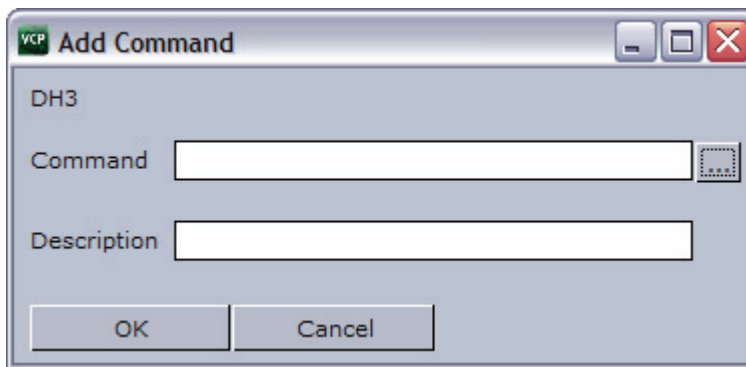 VCP Add Command
DH3
Command ...
Description
OK Cancel